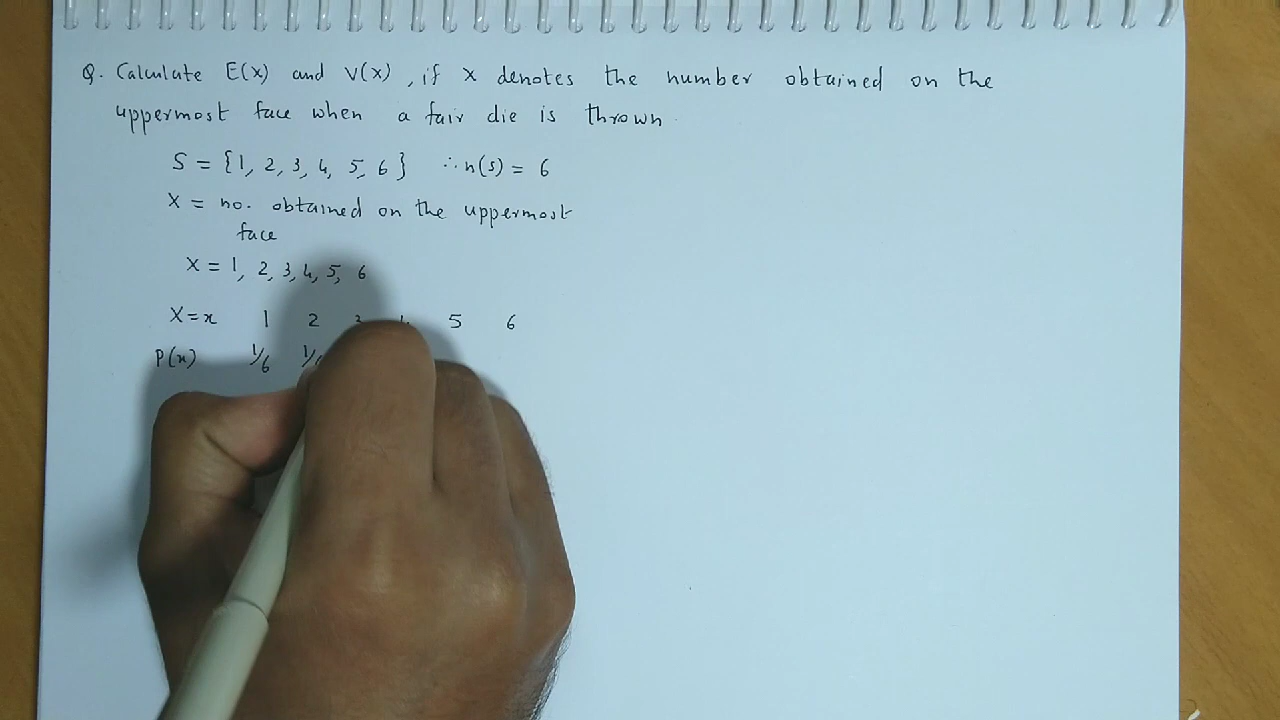 Q. Calculate E(x) and V(x), if X denotes the number obtained on the
uppermost face when a fair die is thrown.
S = {1, 2, 3, 4, 5, 6} ∴ n(s) = 6
X = no. obtained on the uppermost
face
X = 1, 2, 3, 4, 5, 6
X = x 1 2 5 6
P(x) 1/6